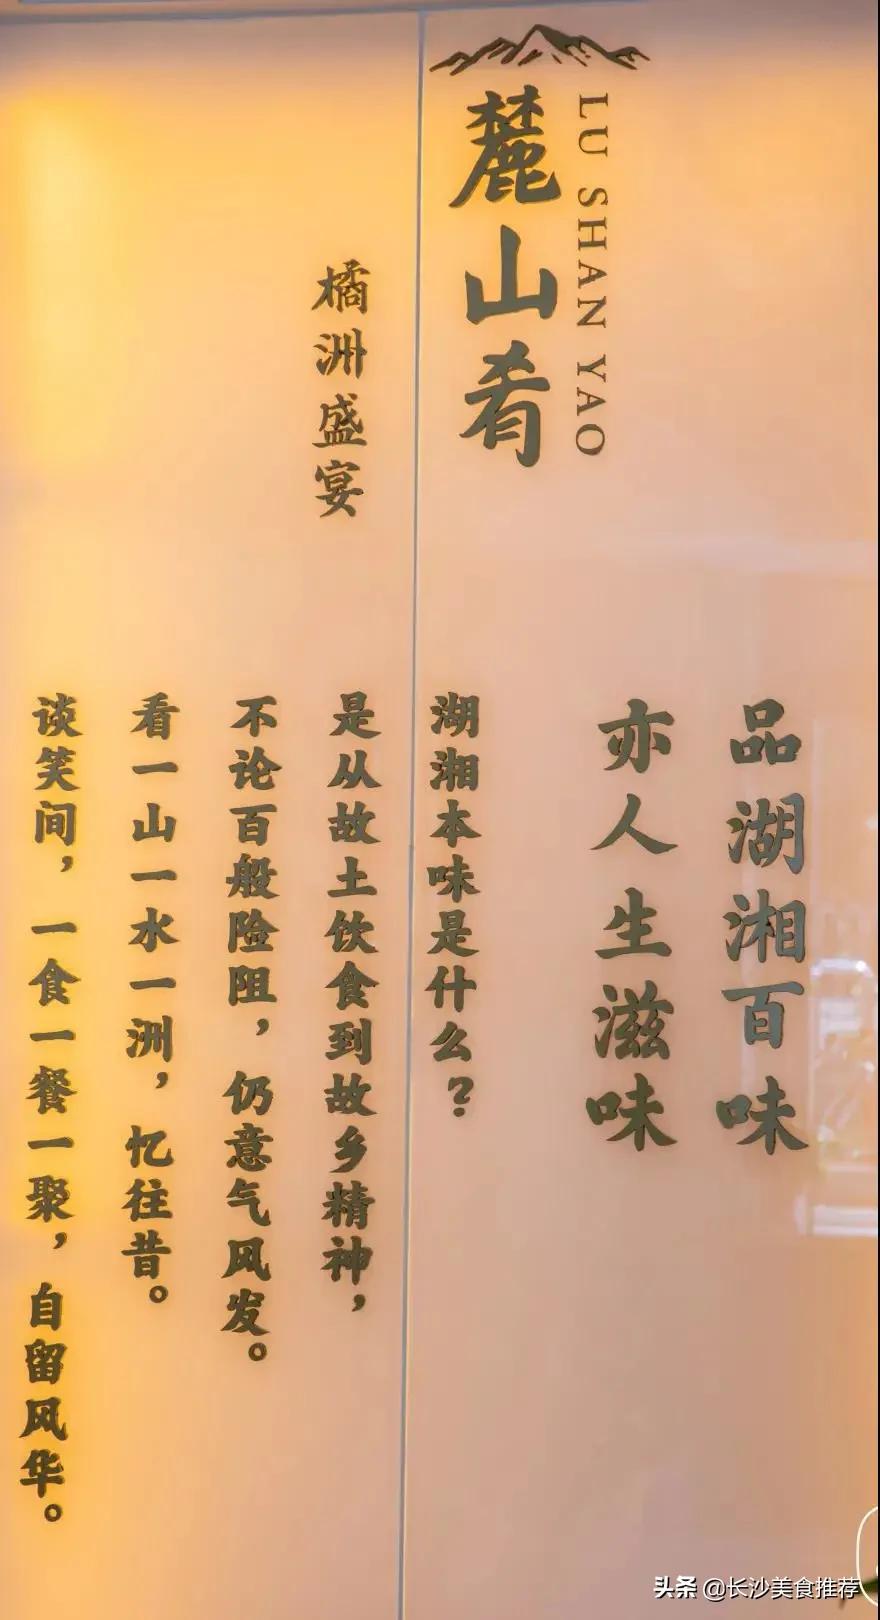 LU SHAN YAO
麓山肴
橘洲盛宴
品湖湘百味
亦人生滋味
湖湘本味是什么？
是从故土饮食到故乡精神，
不论百般险阻，仍意气风发。
看一山一水一洲，忆往昔。
谈笑间，一食一餐一聚，自留风华。
头条 @长沙美食推荐